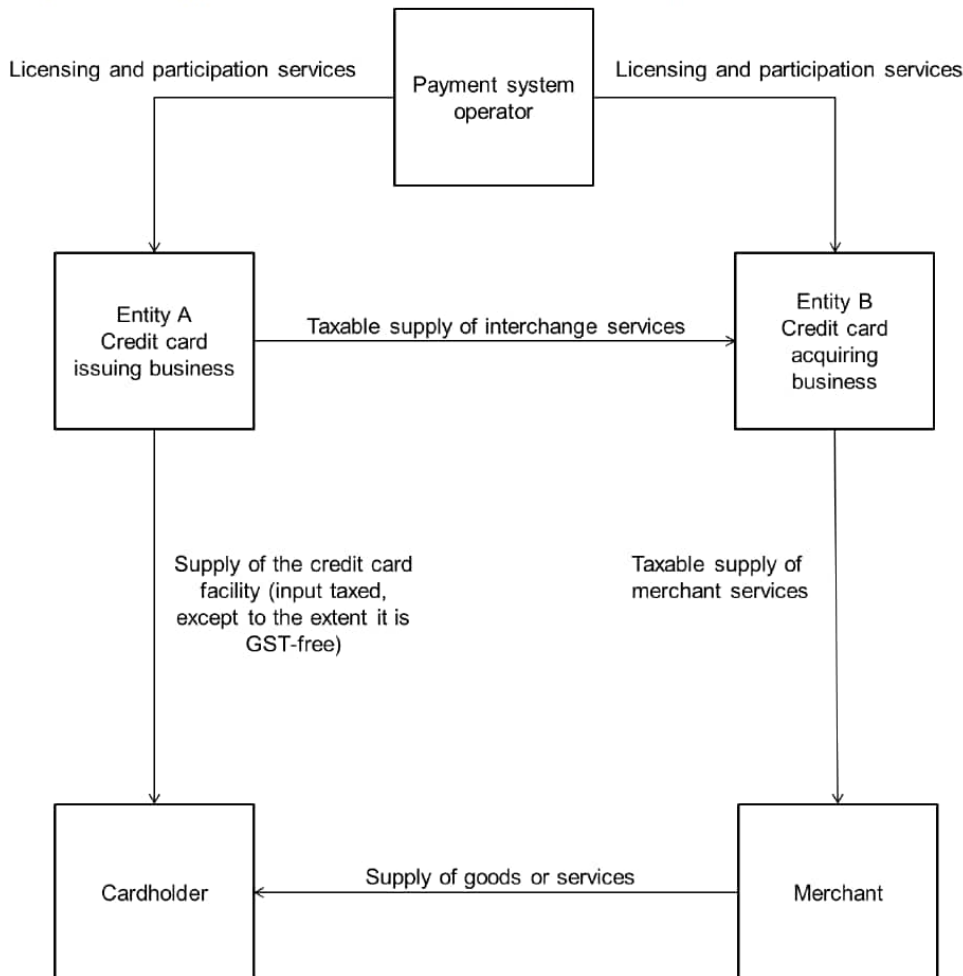 Licensing and participation services
Payment system
operator
Licensing and participation services
Entity A
Credit card
issuing business
Taxable supply of interchange services
Entity B
Credit card
acquiring
business
Supply of the credit card
facility (input taxed,
except to the extent it is
GST-free)
Taxable supply of
merchant services
Cardholder
Supply of goods or services
Merchant